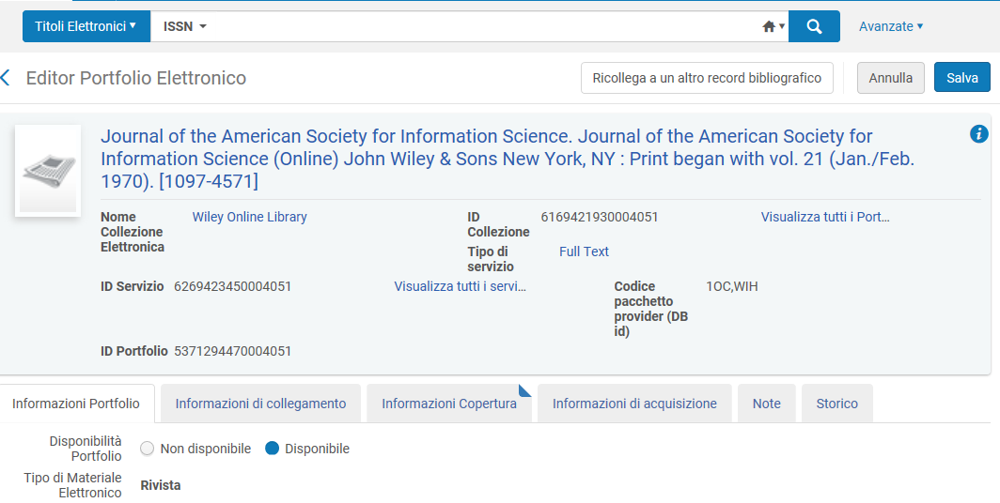 Titoli Elettronici ISSN Avanzate
Editor Portfolio Elettronico Ricollega a un altro record bibliografico Annulla Salva
Journal of the American Society for Information Science. Journal of the American Society for
Information Science (Online) John Wiley & Sons New York, NY : Print began with vol. 21 (Jan./Feb.
1970). [1097-4571]
Nome Collezione Elettronica Wiley Online Library
ID Collezione 6169421930004051
Visualizza tutti i Port...
Tipo di servizio Full Text
ID Servizio 6269423450004051
Visualizza tutti i servi...
Codice pacchetto provider (DB id) 1OC,WIH
ID Portfolio 5371294470004051
Informazioni Portfolio Informazioni di collegamento Informazioni Copertura Informazioni di acquisizione Note Storico
Disponibilità Portfolio Non disponibile Disponibile
Tipo di Materiale Elettronico Rivista